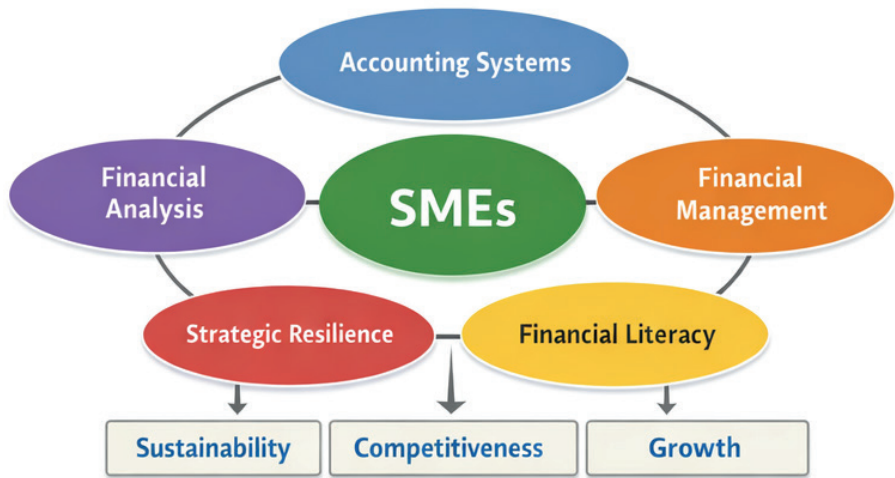 Accounting Systems
Financial
Analysis
SMEs
Financial
Management
Strategic Resilience
Financial Literacy
Sustainability
Competitiveness
Growth